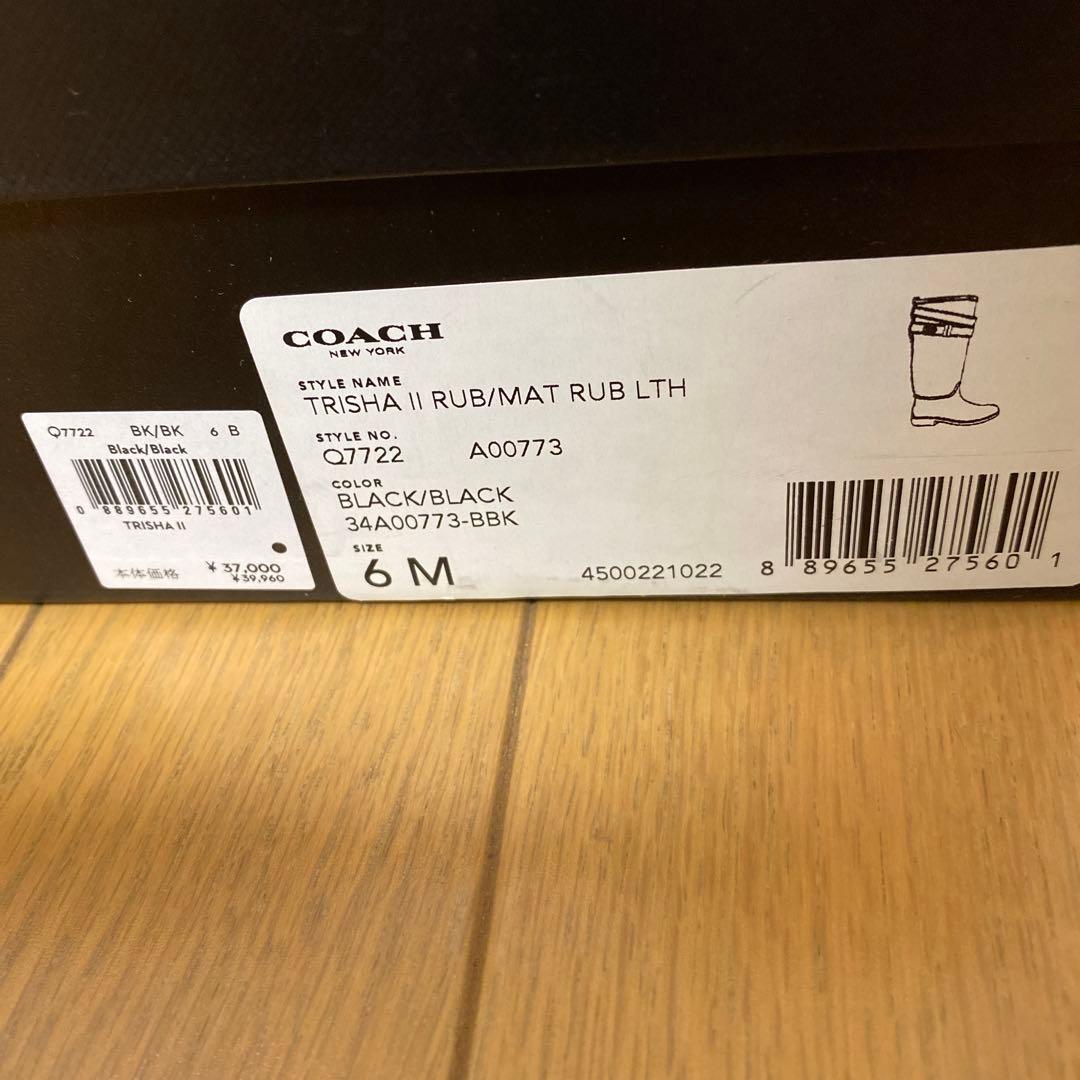 Q7722 BK/BK 6 B
Black/Black
0 889655 275601
TRISHA II
本体価格 ¥37,000
¥39,960
COACH
NEW YORK
STYLE NAME
TRISHA II RUB/MAT RUB LTH
STYLE NO.
Q7722 A00773
COLOR
BLACK/BLACK
34A00773-BBK
SIZE
6 M
4500221022
8 89655 27560 1